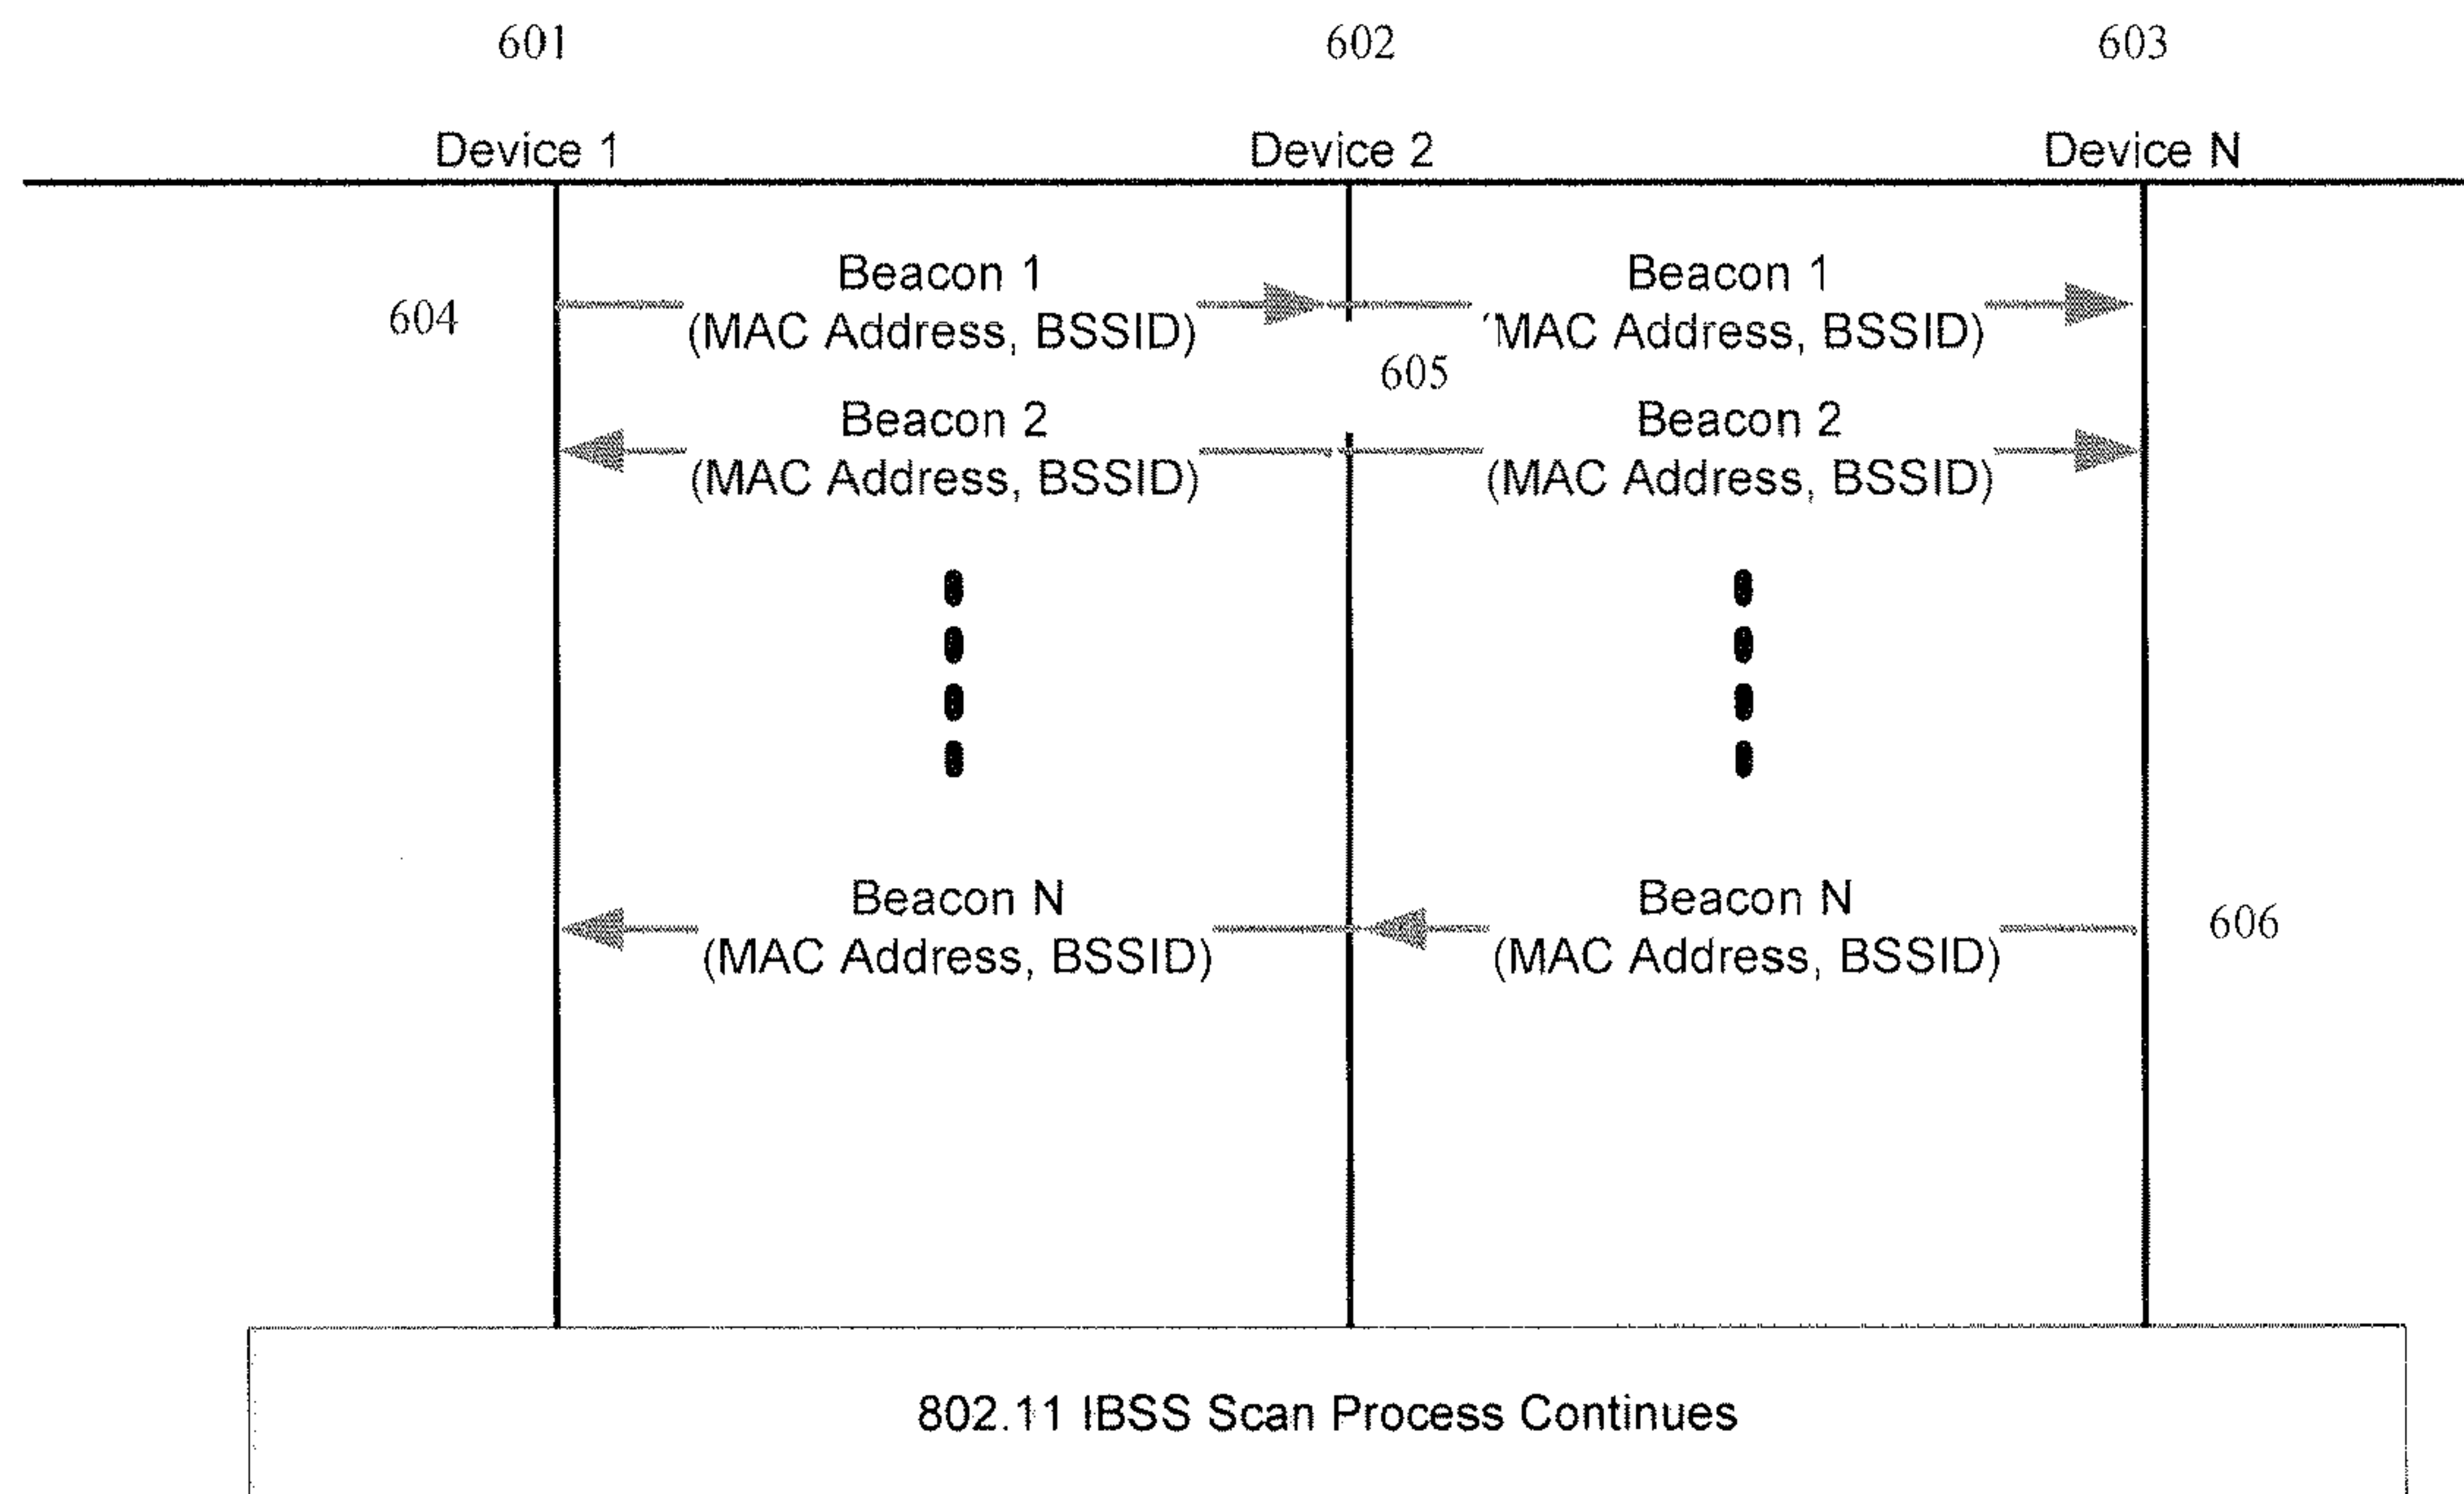 601 602 603
Device 1 Device 2 Device N
Beacon 1 Beacon 1
604 (MAC Address, BSSID) MAC Address, BSSID)
605
Beacon 2 Beacon 2
(MAC Address, BSSID) (MAC Address, BSSID)
Beacon N Beacon N
(MAC Address, BSSID) (MAC Address, BSSID) 606
802.11 IBSS Scan Process Continues